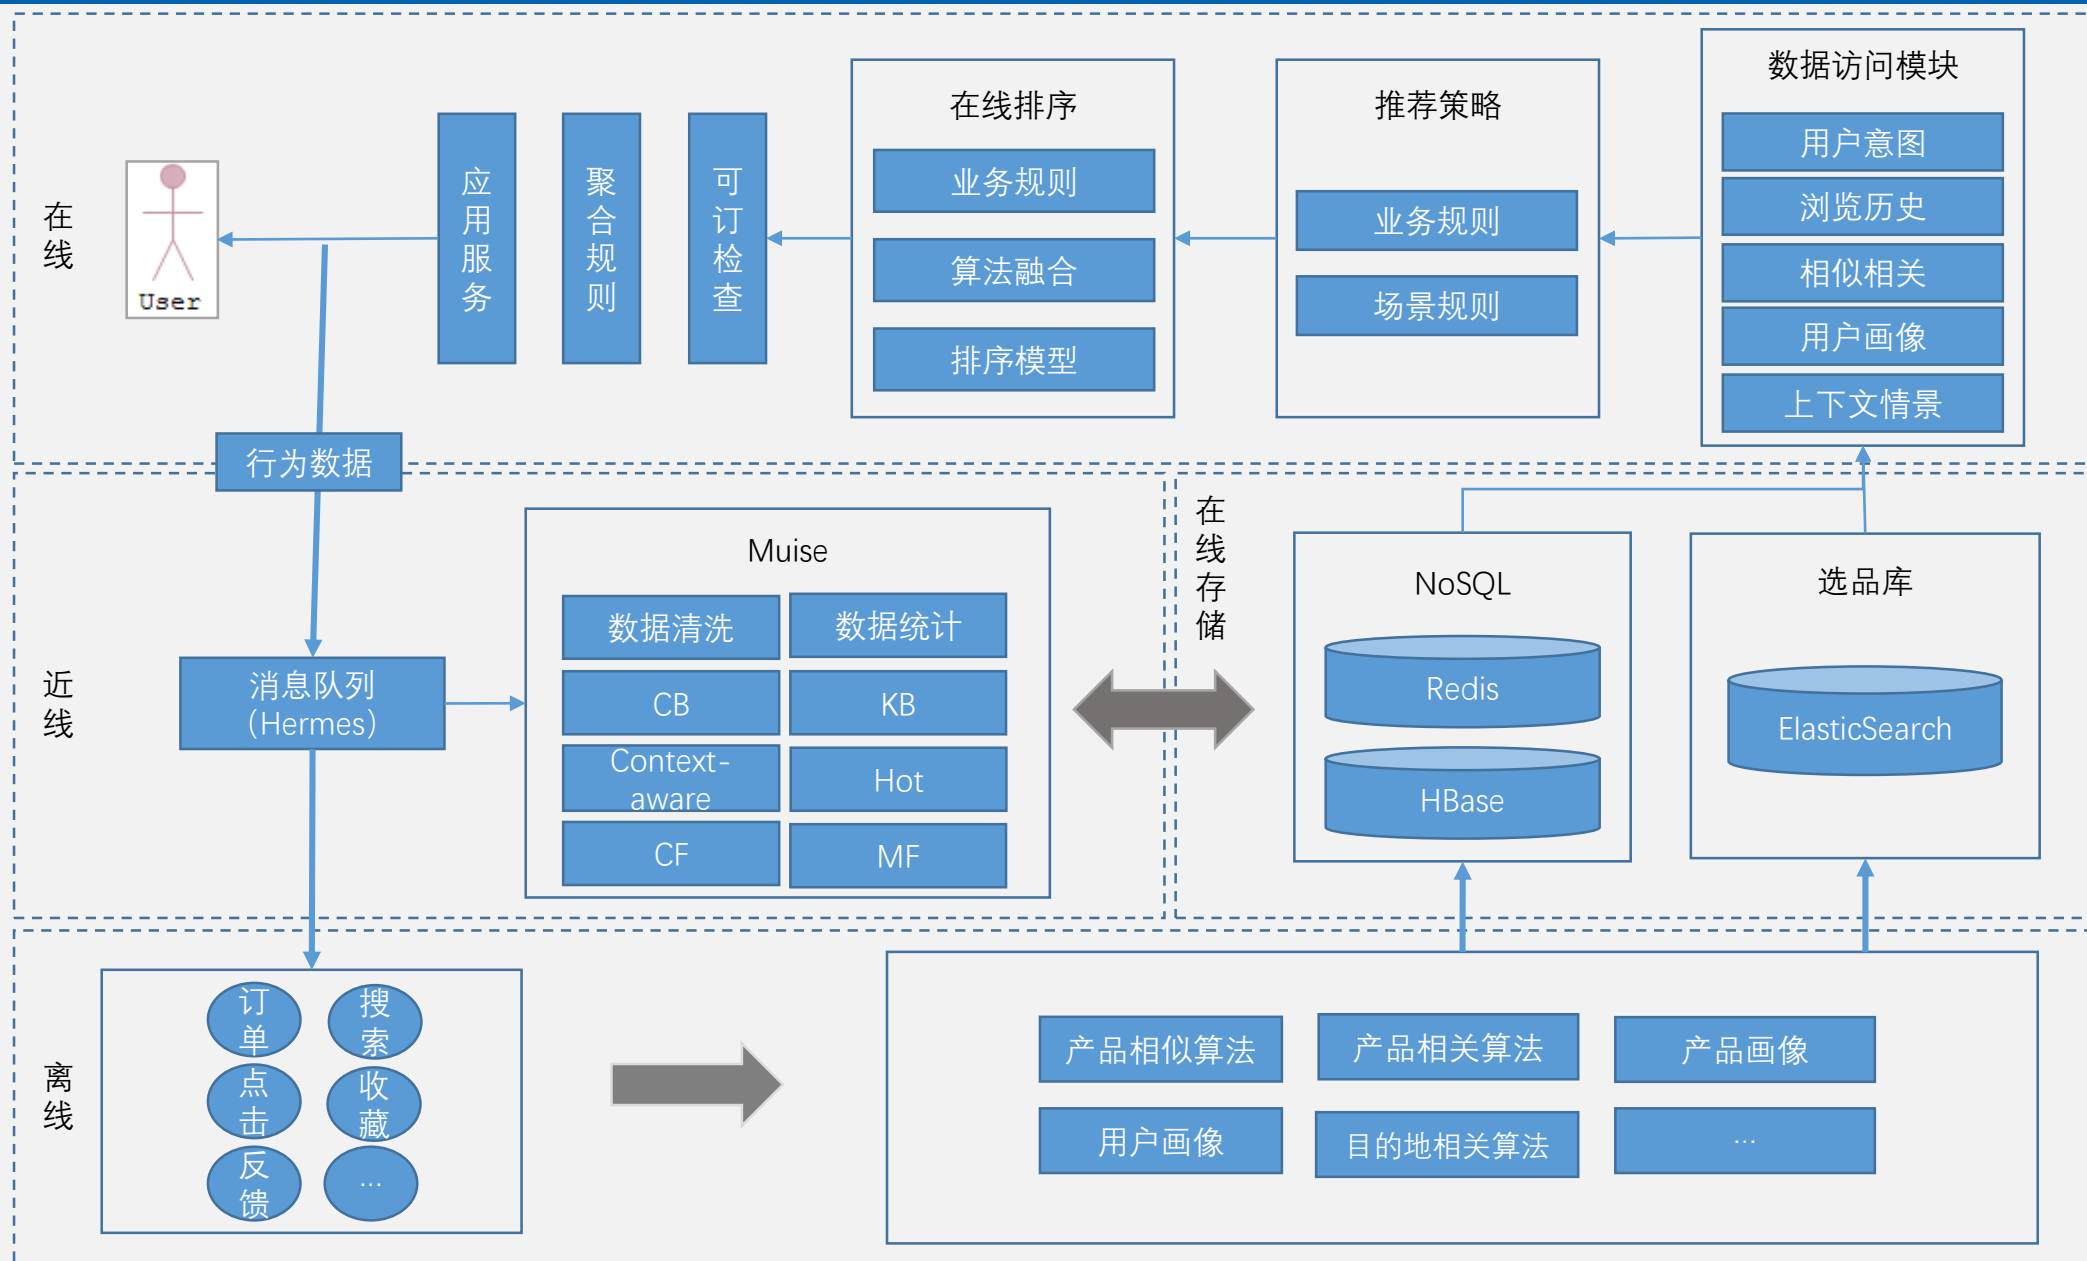 在线
User
应用服务
聚合规则
可订检查
在线排序
业务规则
算法融合
排序模型
推荐策略
业务规则
场景规则
数据访问模块
用户意图
浏览历史
相似相关
用户画像
上下文情景
行为数据
近线
消息队列
（Hermes）
Muise
数据清洗
数据统计
CB
KB
Context-
aware
Hot
CF
MF
在线存储
NoSQL
Redis
HBase
选品库
ElasticSearch
离线
订单
搜索
点击
收藏
反馈
...
产品相似算法
产品相关算法
产品画像
用户画像
目的地相关算法
...